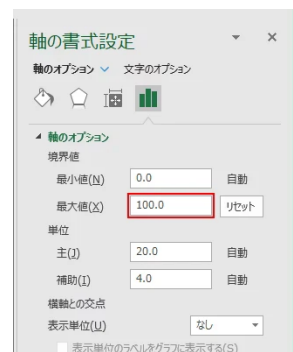 軸の書式設定
軸のオプション 文字のオプション
軸のオプション
境界値
最小値(N) 0.0 自動
最大値(X) 100.0 リセット
単位
主(J) 20.0 自動
補助(I) 4.0 自動
横軸との交点
表示単位(U) なし
表示単位のラベルをグラフに表示する(S)